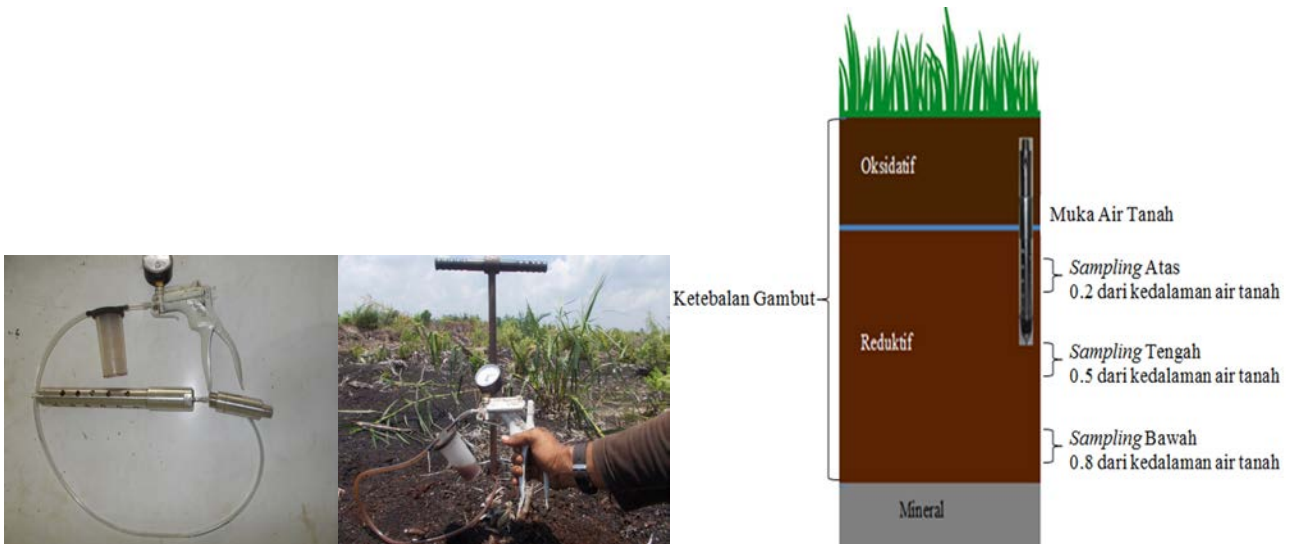 Oksidatif
Muka Air Tanah
Sampling Atas
0.2 dari kedalaman air tanah
Ketebalan Gambut
Reduktif
Sampling Tengah
0.5 dari kedalaman air tanah
Sampling Bawah
0.8 dari kedalaman air tanah
Mineral